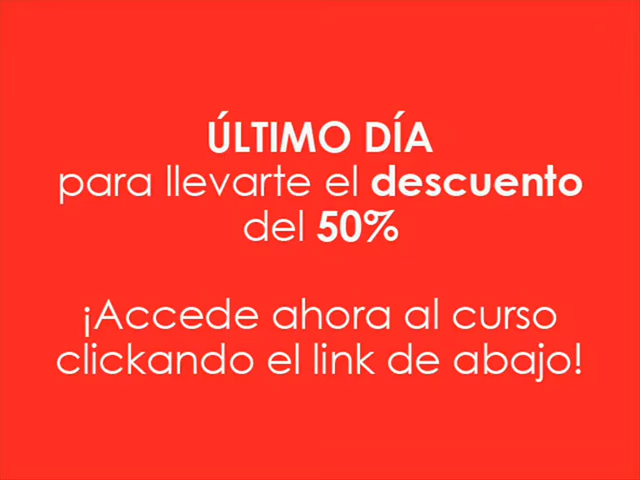 ÚLTIMO DÍA
para llevarte el descuento
del 50%
¡Accede ahora al curso
clickando el link de abajo!